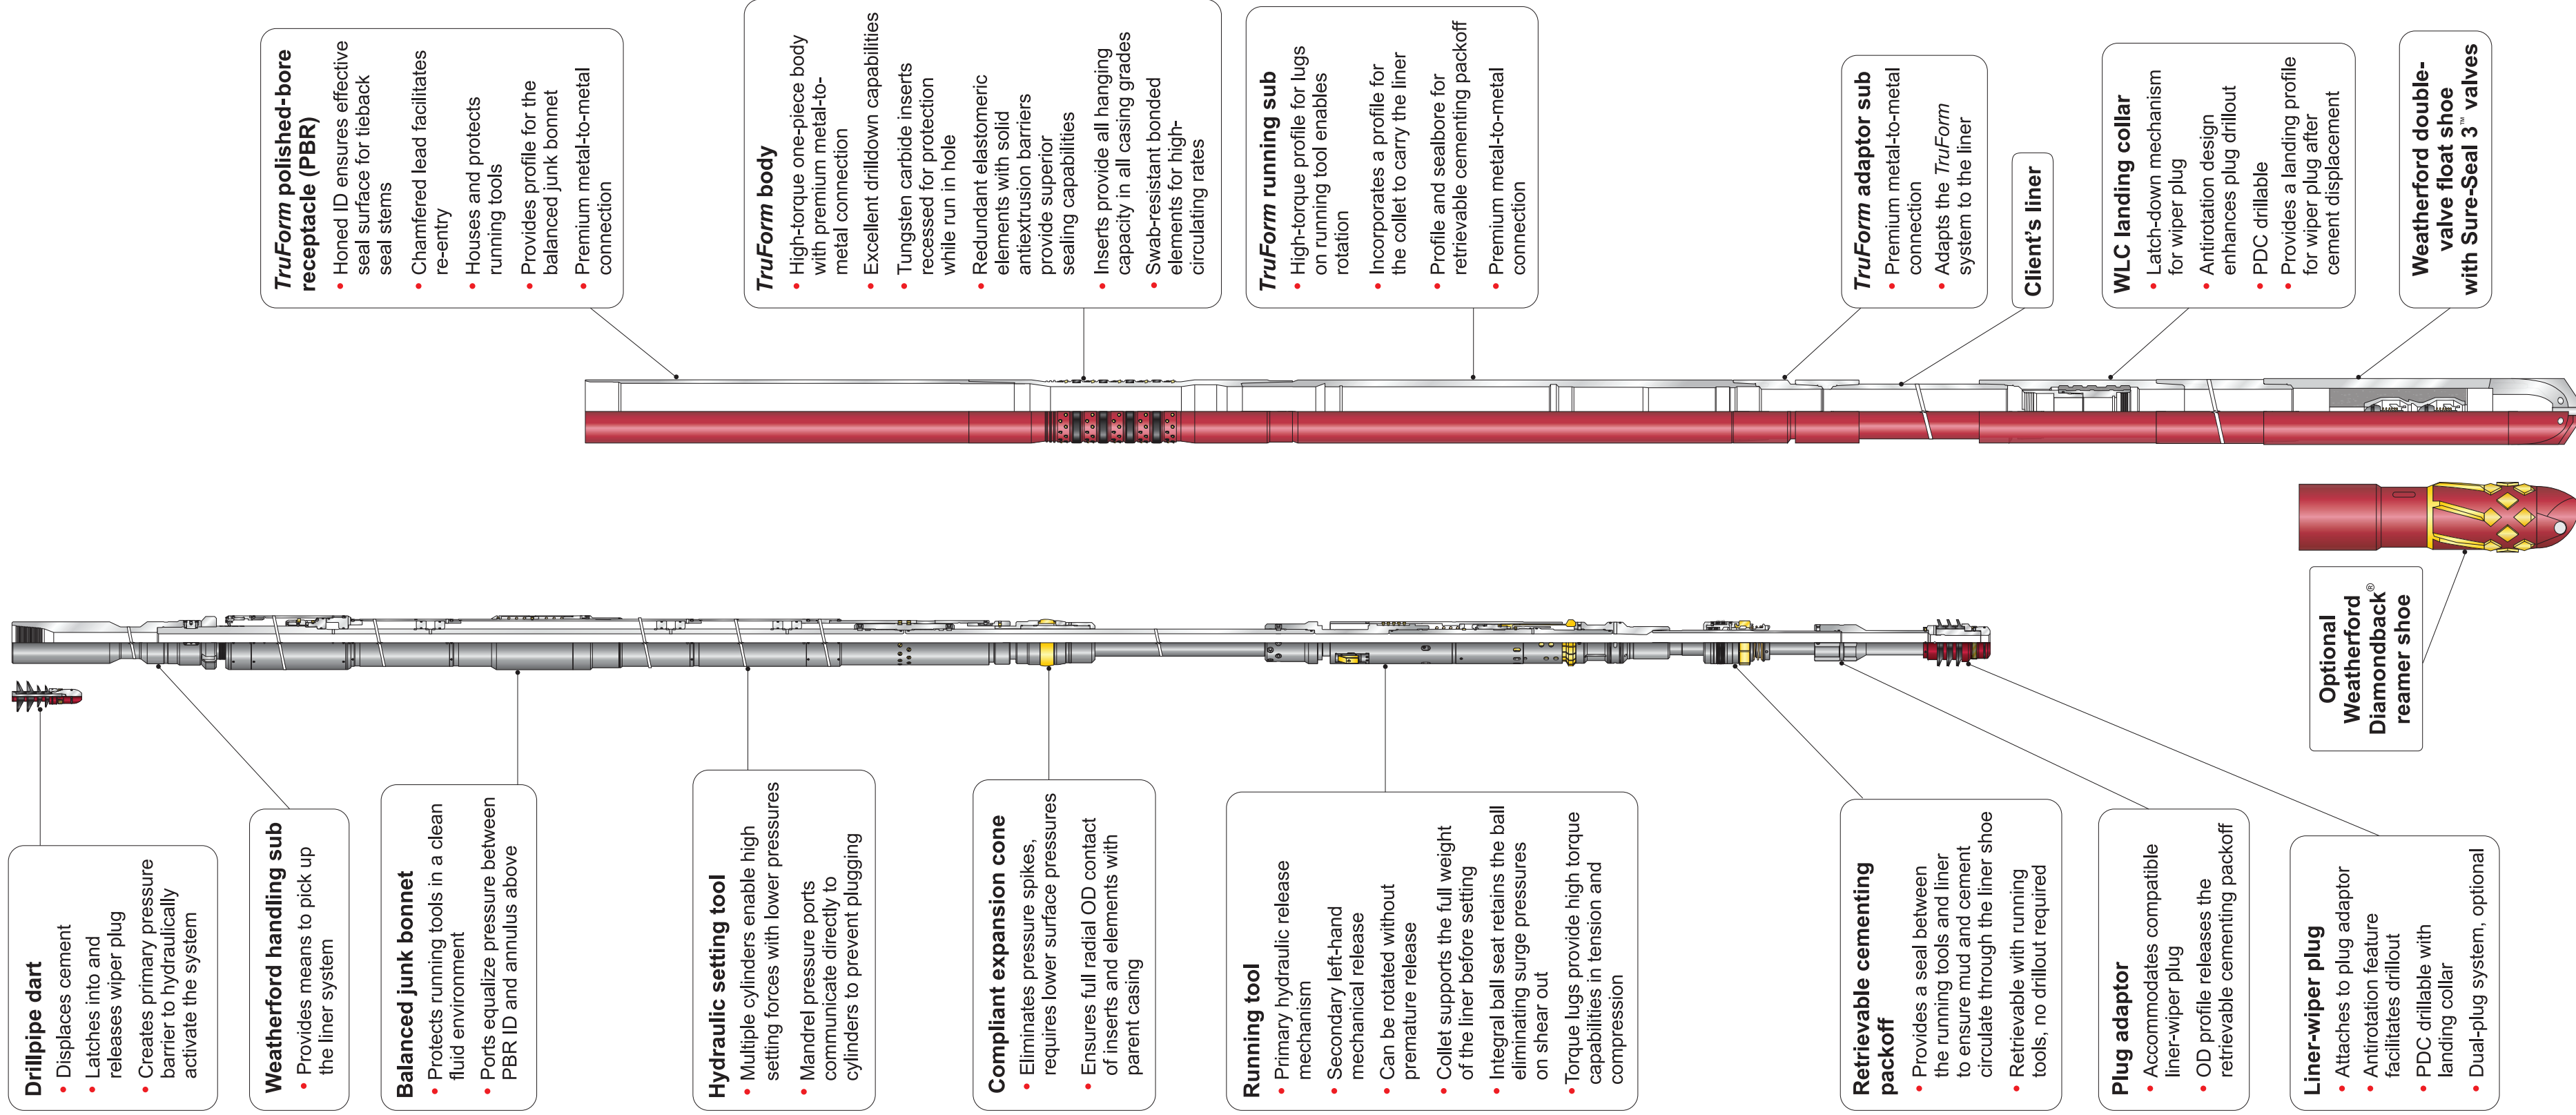 Drillpipe dart
• Displaces cement
• Latches into and
releases wiper plug
• Creates primary pressure
barrier to hydraulically
activate the system
Weatherford handling sub
• Provides means to pick up
the liner system
Balanced junk bonnet
• Protects running tools in a clean
fluid environment
• Ports equalize pressure between
PBR ID and annulus above
Hydraulic setting tool
• Multiple cylinders enable high
setting forces with lower pressures
• Mandrel pressure ports
communicate directly to
cylinders to prevent plugging
Compliant expansion cone
• Eliminates pressure spikes,
requires lower surface pressures
• Ensures full radial OD contact
of inserts and elements with
parent casing
Running tool
• Primary hydraulic release
mechanism
• Secondary left-hand
mechanical release
• Can be rotated without
premature release
• Collet supports the full weight
of the liner before setting
• Integral ball seat retains the ball
eliminating surge pressures
on shear out
• Torque lugs provide high torque
capabilities in tension and
compression
Retrievable cementing
packoff
• Provides a seal between
the running tools and liner
to ensure mud and cement
circulate through the liner shoe
• Retrievable with running
tools, no drillout required
Plug adaptor
• Accommodates compatible
liner-wiper plug
• OD profile releases the
retrievable cementing packoff
Liner-wiper plug
• Attaches to plug adaptor
• Antirotation feature
facilitates drillout
• PDC drillable with
landing collar
• Dual-plug system, optional
Optional
Weatherford
Diamondback®
reamer shoe
TruForm polished-bore
receptacle (PBR)
• Honed ID ensures effective
seal surface for tieback
seal stems
• Chamfered lead facilitates
re-entry
• Houses and protects
running tools
• Provides profile for the
balanced junk bonnet
• Premium metal-to-metal
connection
TruForm body
• High-torque one-piece body
with premium metal-to-
metal connection
• Excellent drilldown capabilities
• Tungsten carbide inserts
recessed for protection
while run in hole
• Redundant elastomeric
elements with solid
antiextrusion barriers
provide superior
sealing capabilities
• Inserts provide all hanging
capacity in all casing grades
• Swab-resistant bonded
elements for high-
circulating rates
TruForm running sub
• High-torque profile for lugs
on running tool enables
rotation
• Incorporates a profile for
the collet to carry the liner
• Profile and sealbore for
retrievable cementing packoff
• Premium metal-to-metal
connection
TruForm adaptor sub
• Premium metal-to-metal
connection
• Adapts the TruForm
system to the liner
Client's liner
WLC landing collar
• Latch-down mechanism
for wiper plug
• Antirotation design
enhances plug drillout
• PDC drillable
• Provides a landing profile
for wiper plug after
cement displacement
Weatherford double-
valve float shoe
with Sure-Seal 3™ valves